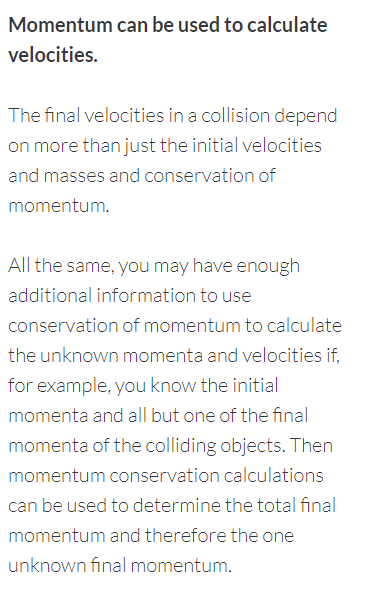 Momentum can be used to calculate
velocities.
The final velocities in a collision depend
on more than just the initial velocities
and masses and conservation of
momentum.
All the same, you may have enough
additional information to use
conservation of momentum to calculate
the unknown momenta and velocities if,
for example, you know the initial
momenta and all but one of the final
momenta of the colliding objects. Then
momentum conservation calculations
can be used to determine the total final
momentum and therefore the one
unknown final momentum.